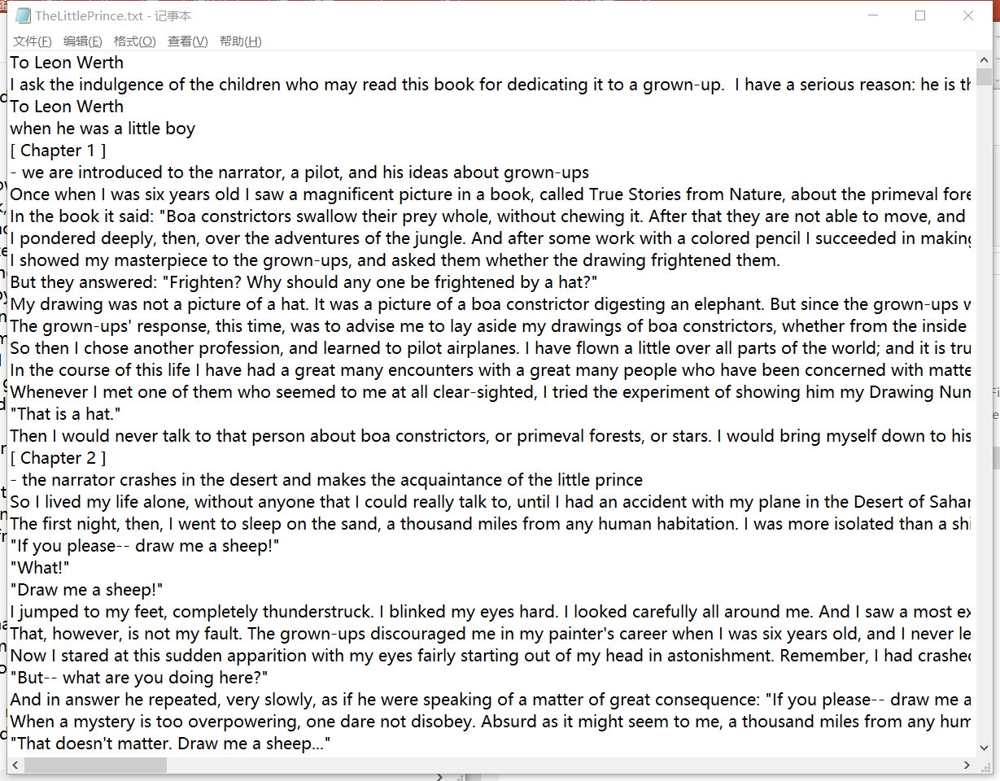 TheLittlePrince.txt - 记事本
文件(F) 编辑(E) 格式(O) 查看(V) 帮助(H)
To Leon Werth
I ask the indulgence of the children who may read this book for dedicating it to a grown-up.  I have a serious reason: he is th
To Leon Werth
when he was a little boy
[ Chapter 1 ]
- we are introduced to the narrator, a pilot, and his ideas about grown-ups
Once when I was six years old I saw a magnificent picture in a book, called True Stories from Nature, about the primeval fore
In the book it said: "Boa constrictors swallow their prey whole, without chewing it. After that they are not able to move, and
I pondered deeply, then, over the adventures of the jungle. And after some work with a colored pencil I succeeded in making
I showed my masterpiece to the grown-ups, and asked them whether the drawing frightened them.
But they answered: "Frighten? Why should any one be frightened by a hat?"
My drawing was not a picture of a hat. It was a picture of a boa constrictor digesting an elephant. But since the grown-ups w
The grown-ups' response, this time, was to advise me to lay aside my drawings of boa constrictors, whether from the inside
So then I chose another profession, and learned to pilot airplanes. I have flown a little over all parts of the world; and it is tru
In the course of this life I have had a great many encounters with a great many people who have been concerned with matte
Whenever I met one of them who seemed to me at all clear-sighted, I tried the experiment of showing him my Drawing Num
"That is a hat."
Then I would never talk to that person about boa constrictors, or primeval forests, or stars. I would bring myself down to his
[ Chapter 2 ]
- the narrator crashes in the desert and makes the acquaintance of the little prince
So I lived my life alone, without anyone that I could really talk to, until I had an accident with my plane in the Desert of Sahar
The first night, then, I went to sleep on the sand, a thousand miles from any human habitation. I was more isolated than a shi
"If you please-- draw me a sheep!"
"What!"
"Draw me a sheep!"
I jumped to my feet, completely thunderstruck. I blinked my eyes hard. I looked carefully all around me. And I saw a most ex
That, however, is not my fault. The grown-ups discouraged me in my painter's career when I was six years old, and I never le
Now I stared at this sudden apparition with my eyes fairly starting out of my head in astonishment. Remember, I had crashed
"But-- what are you doing here?"
And in answer he repeated, very slowly, as if he were speaking of a matter of great consequence: "If you please-- draw me a
When a mystery is too overpowering, one dare not disobey. Absurd as it might seem to me, a thousand miles from any hum
"That doesn't matter. Draw me a sheep..."